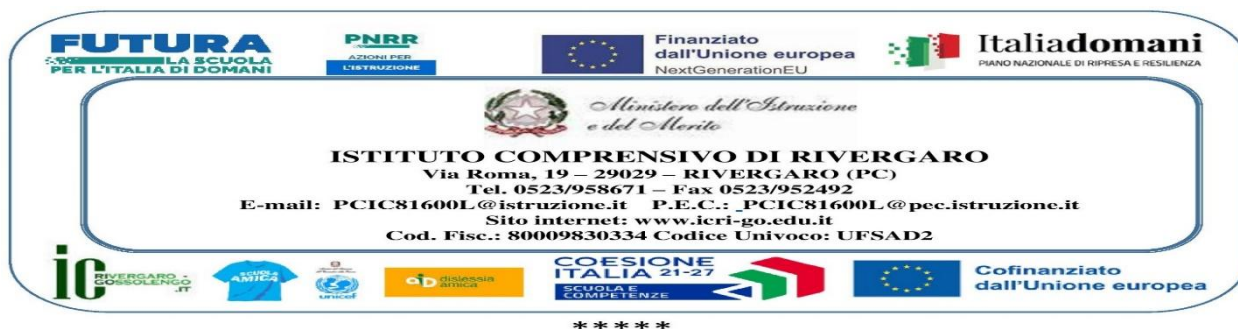 FUTURA
LA SCUOLA
PER L'ITALIA DI DOMANI
PNRR
AZIONI PER
L'ISTRUZIONE
Finanziato
dall'Unione europea
NextGenerationEU
Italiadomani
PIANO NAZIONALE DI RIPRESA E RESILIENZA
Ministero dell'Istruzione
e del Merito
ISTITUTO COMPRENSIVO DI RIVERGARO
Via Roma, 19 – 29029 – RIVERGARO (PC)
Tel. 0523/958671 – Fax 0523/952492
E-mail: PCIC81600L@istruzione.it P.E.C.: PCIC81600L@pec.istruzione.it
Sito internet: www.icri-go.edu.it
Cod. Fisc.: 80009830334 Codice Univoco: UFSAD2
ic
RIVERGARO -
GOSSOLENGO
.IT
SCUOLA
AMICA
unicef
aid dislessia
amica
COESIONE
ITALIA 21-27
SCUOLA E
COMPETENZE
Cofinanziato
dall'Unione europea
*****